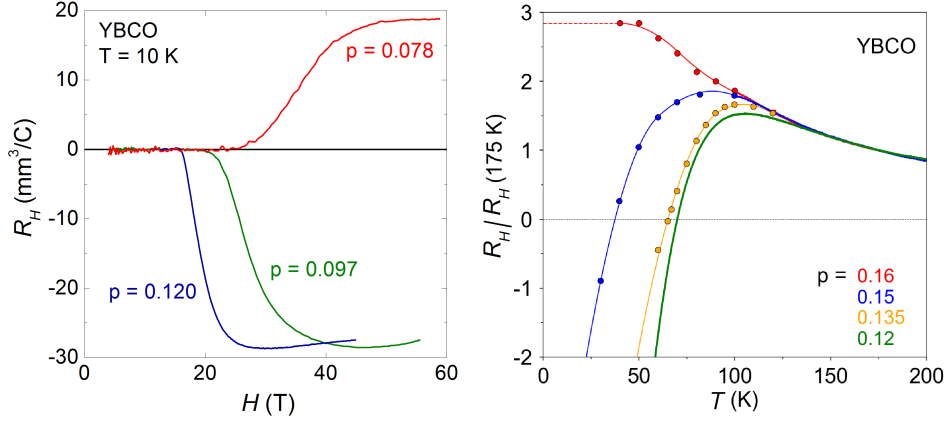 YBCO
T = 10 K
p = 0.078
p = 0.097
p = 0.120
20
10
0
-10
-20
-30
R_H (mm³/C)
0 20 40 60
H (T)
YBCO
3
2
1
0
-1
-2
R_H / R_H (175 K)
p = 0.16
0.15
0.135
0.12
0 50 100 150 200
T (K)